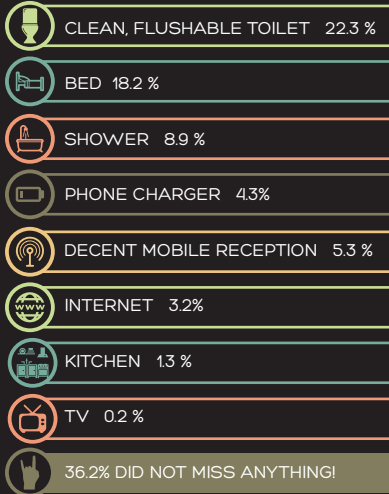 CLEAN, FLUSHABLE TOILET 22.3 %
BED 18.2 %
SHOWER 8.9 %
PHONE CHARGER 4.3%
DECENT MOBILE RECEPTION 5.3 %
www
INTERNET 3.2%
KITCHEN 1.3 %
TV 0.2 %
36.2% DID NOT MISS ANYTHING!